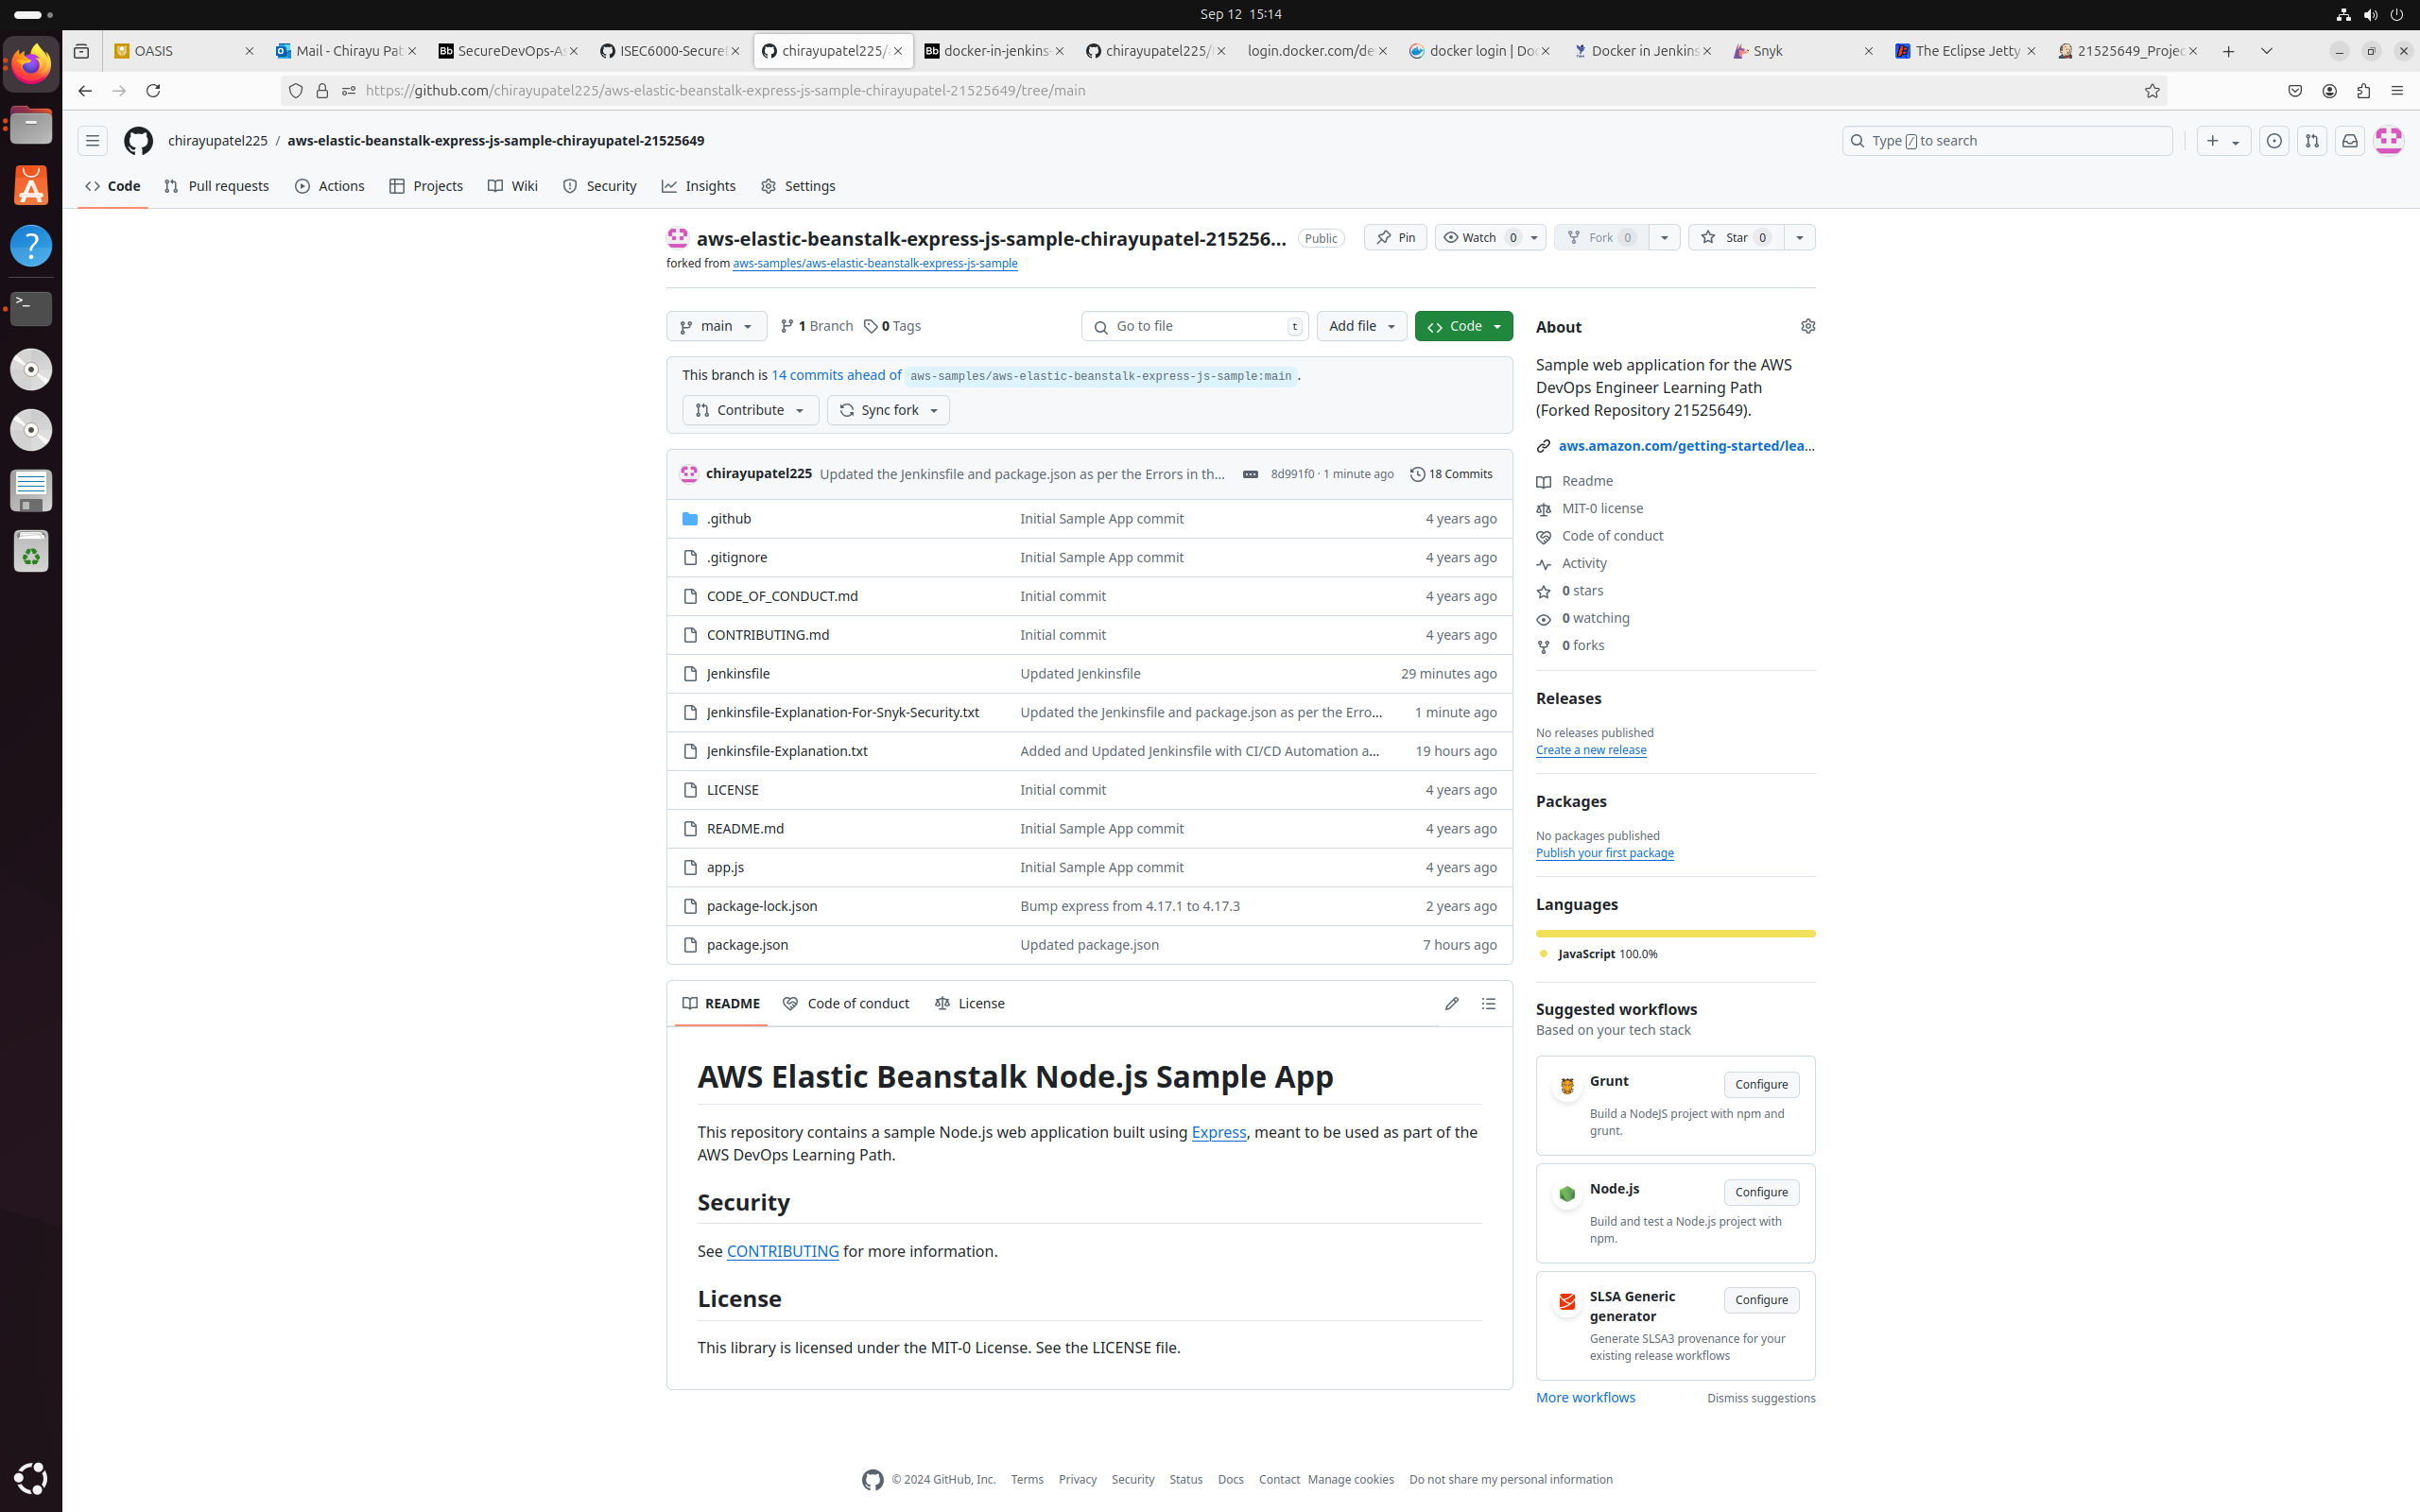 Sep 12 15:14
OASIS
Mail - Chirayu Pat
SecureDevOps-As
ISEC6000-Secure
chirayupatel225/a
docker-in-jenkins-
chirayupatel225/
login.docker.com/de
docker login | Doc
Docker in Jenkins
Snyk
The Eclipse Jetty
21525649_Projec
https://github.com/chirayupatel225/aws-elastic-beanstalk-express-js-sample-chirayupatel-21525649/tree/main
chirayupatel225 / aws-elastic-beanstalk-express-js-sample-chirayupatel-21525649
Type / to search
Code
Pull requests
Actions
Projects
Wiki
Security
Insights
Settings
aws-elastic-beanstalk-express-js-sample-chirayupatel-215256... Public
Pin
Watch 0
Fork 0
Star 0
forked from aws-samples/aws-elastic-beanstalk-express-js-sample
main
1 Branch
0 Tags
Go to file t
Add file
Code
This branch is 14 commits ahead of aws-samples/aws-elastic-beanstalk-express-js-sample:main.
Contribute
Sync fork
chirayupatel225 Updated the Jenkinsfile and package.json as per the Errors in th... 8d991f0 · 1 minute ago 18 Commits
.github Initial Sample App commit 4 years ago
.gitignore Initial Sample App commit 4 years ago
CODE_OF_CONDUCT.md Initial commit 4 years ago
CONTRIBUTING.md Initial commit 4 years ago
Jenkinsfile Updated Jenkinsfile 29 minutes ago
Jenkinsfile-Explanation-For-Snyk-Security.txt Updated the Jenkinsfile and package.json as per the Erro... 1 minute ago
Jenkinsfile-Explanation.txt Added and Updated Jenkinsfile with CI/CD Automation a... 19 hours ago
LICENSE Initial commit 4 years ago
README.md Initial Sample App commit 4 years ago
app.js Initial Sample App commit 4 years ago
package-lock.json Bump express from 4.17.1 to 4.17.3 2 years ago
package.json Updated package.json 7 hours ago
README
Code of conduct
License
AWS Elastic Beanstalk Node.js Sample App
This repository contains a sample Node.js web application built using Express, meant to be used as part of the
AWS DevOps Learning Path.
Security
See CONTRIBUTING for more information.
License
This library is licensed under the MIT-0 License. See the LICENSE file.
About
Sample web application for the AWS
DevOps Engineer Learning Path
(Forked Repository 21525649).
aws.amazon.com/getting-started/lea...
Readme
MIT-0 license
Code of conduct
Activity
0 stars
0 watching
0 forks
Releases
No releases published
Create a new release
Packages
No packages published
Publish your first package
Languages
JavaScript 100.0%
Suggested workflows
Based on your tech stack
Grunt
Configure
Build a NodeJS project with npm and
grunt.
Node.js
Configure
Build and test a Node.js project with
npm.
SLSA Generic
generator
Configure
Generate SLSA3 provenance for your
existing release workflows
More workflows
Dismiss suggestions
© 2024 GitHub, Inc.
Terms
Privacy
Security
Status
Docs
Contact
Manage cookies
Do not share my personal information